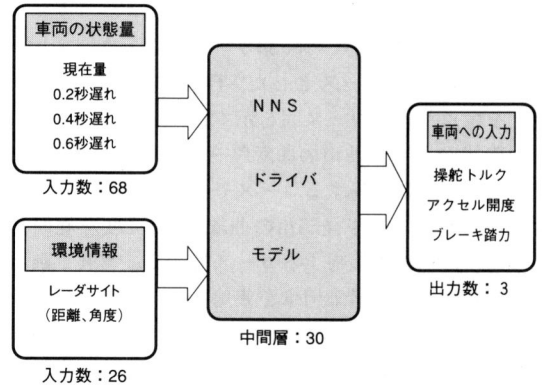 車両の状態量
現在量
0.2秒遅れ
0.4秒遅れ
0.6秒遅れ
入力数：68
環境情報
レーダサイト
（距離、角度）
入力数：26
NNS
ドライバ
モデル
中間層：30
車両への入力
操舵トルク
アクセル開度
ブレーキ踏力
出力数：3